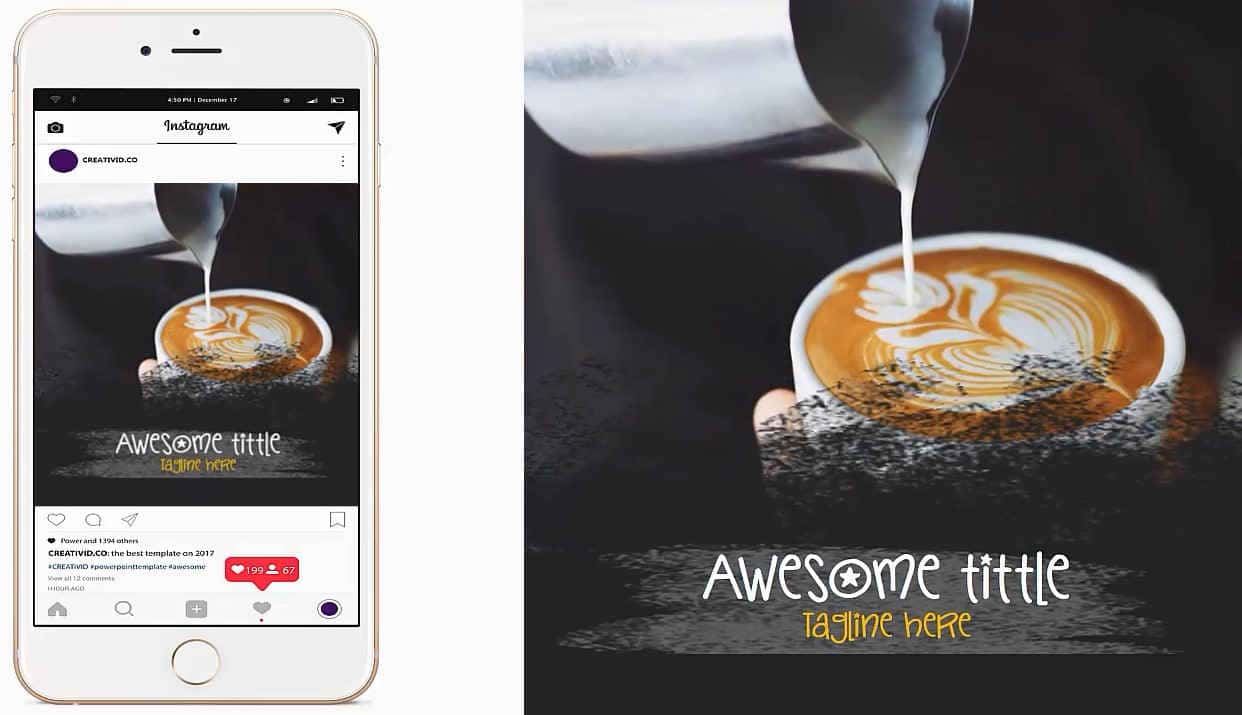 4:50 PM | December 17
Instagram
CREATIVID.CO
AWesome tittle
Tagline heRe
Power and 1394 others
CREATiViD.CO: the best template on 2017
#CREATiViD #powerpointtemplate #awesome
View all 12 comments
1 HOUR AGO
199 67
AWesome tittle
Tagline heRe